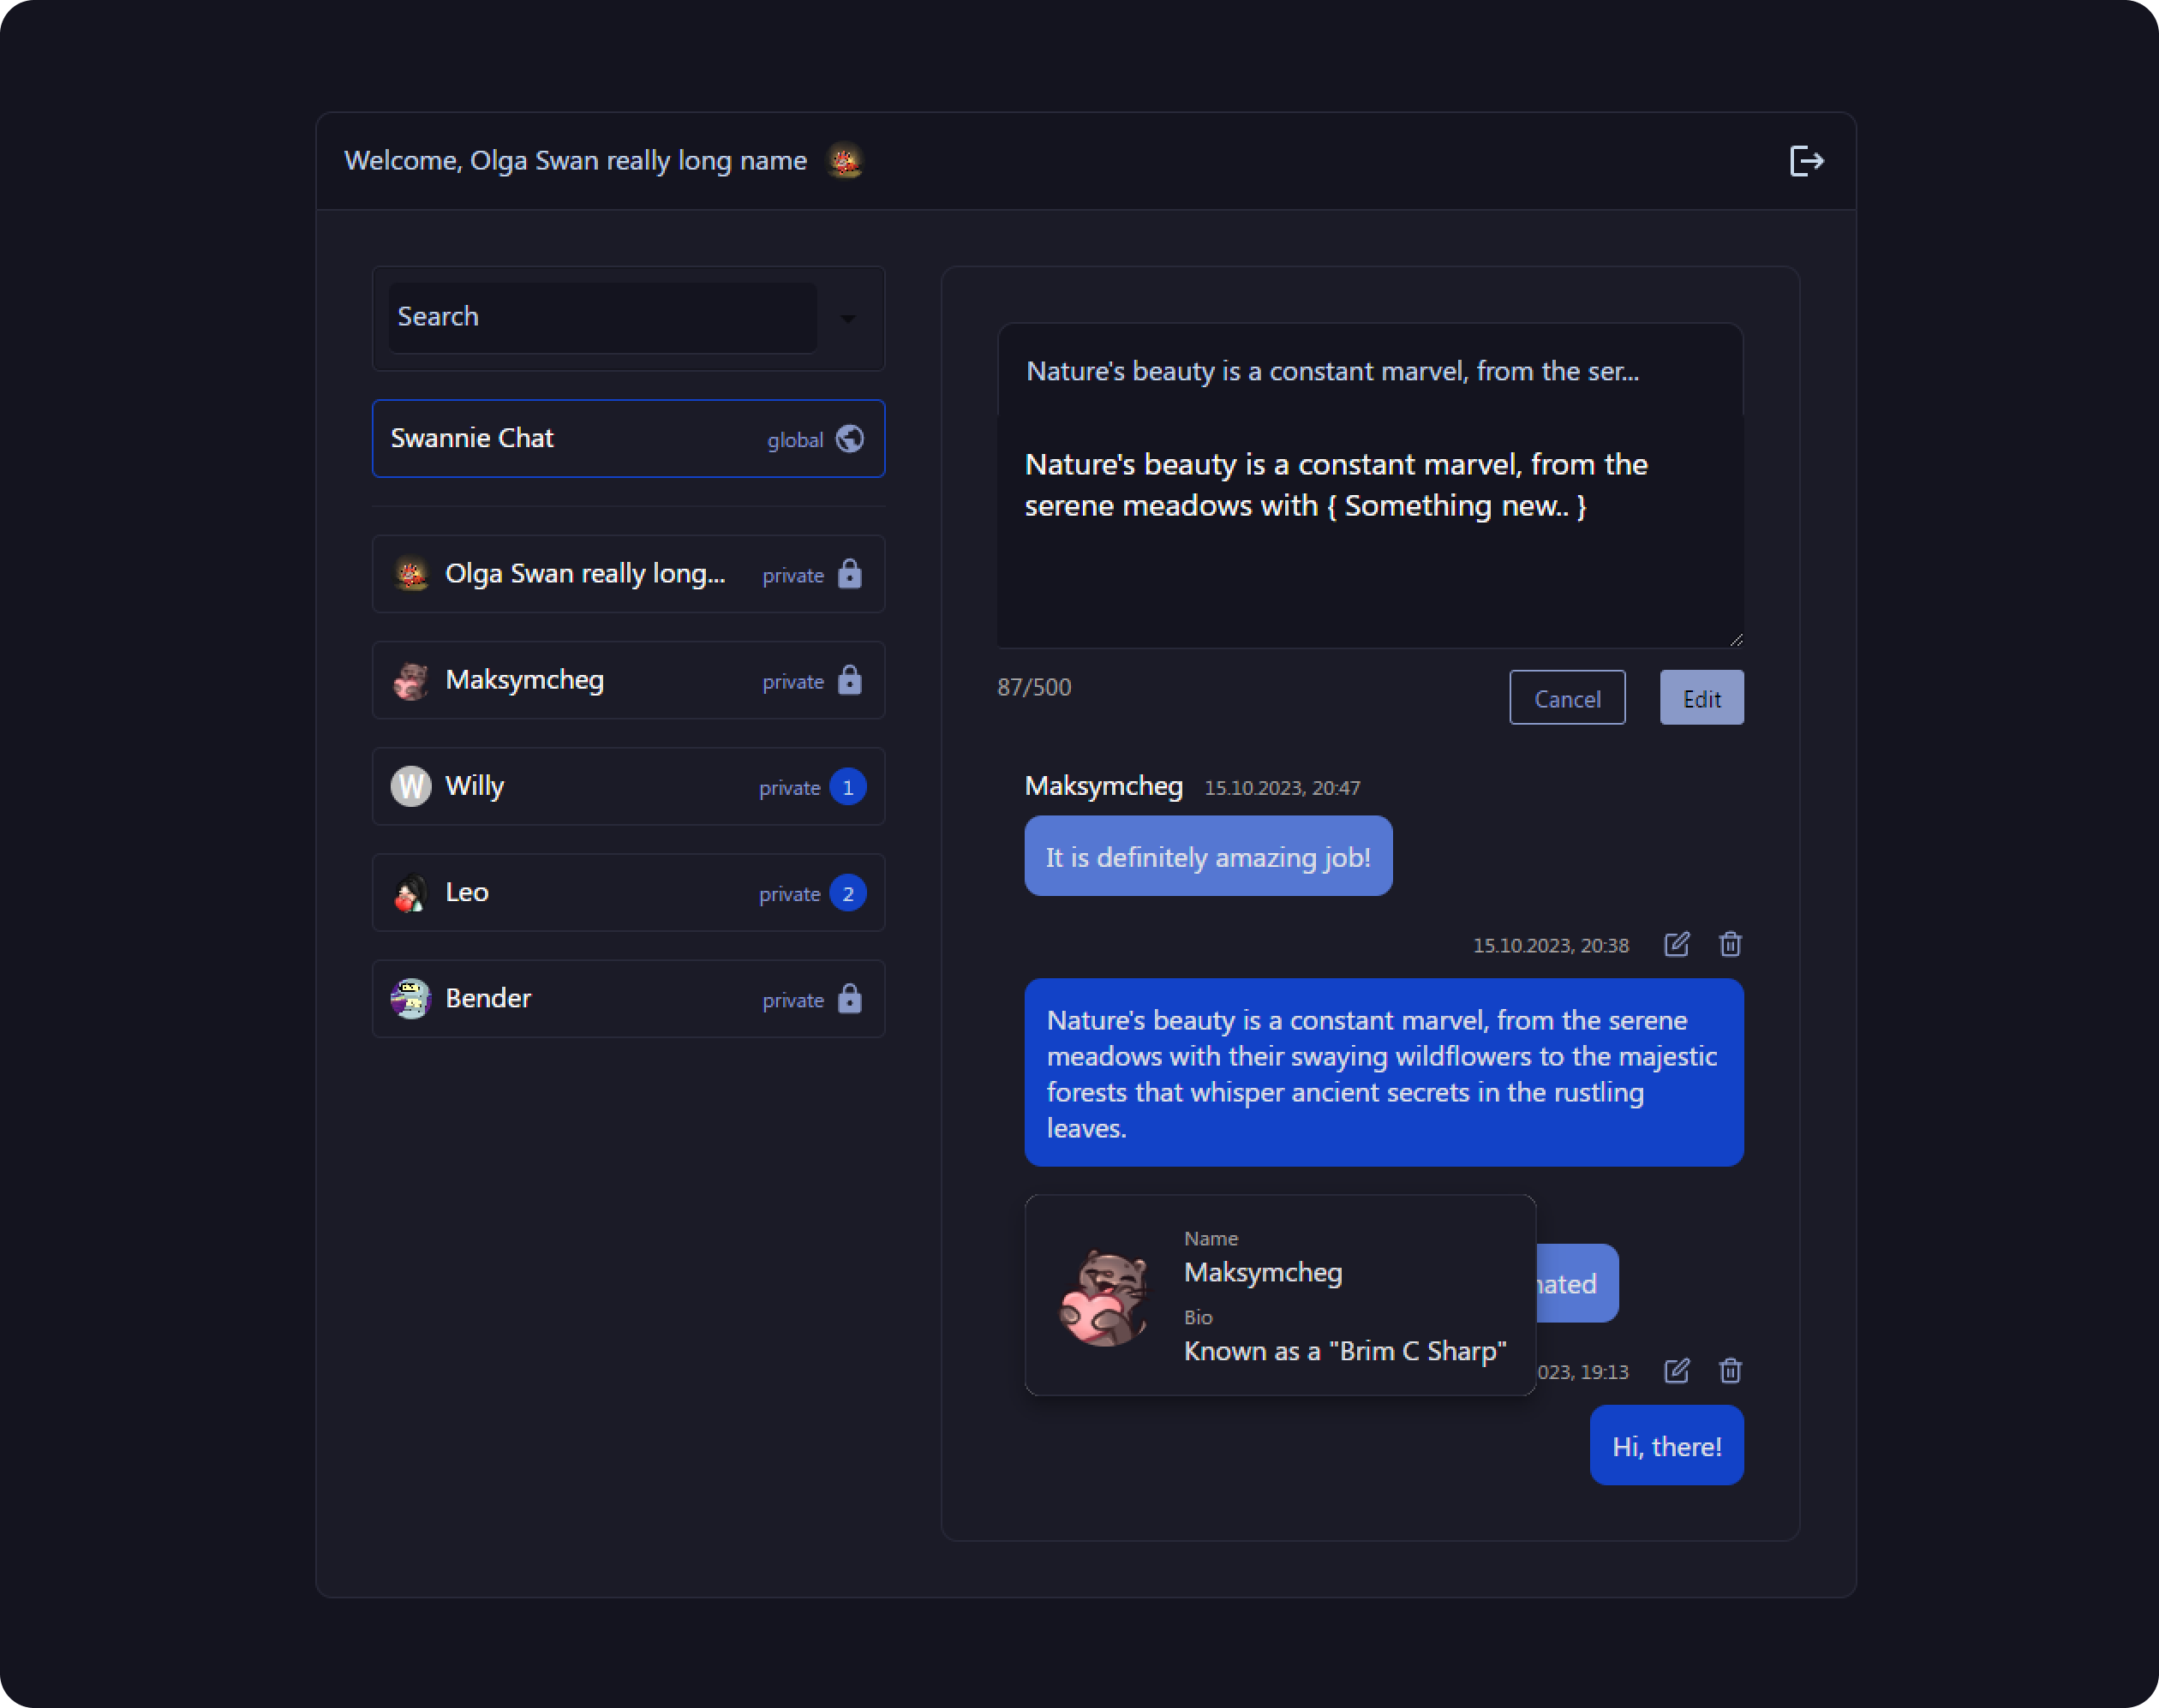 Welcome, Olga Swan really long name
Search
Swannie Chat
global
Olga Swan really long...
private
Maksymcheg
private
W
Willy
private
1
Leo
private
2
Bender
private
Nature's beauty is a constant marvel, from the ser...
Nature's beauty is a constant marvel, from the
serene meadows with { Something new.. }
87/500
Cancel
Edit
Maksymcheg
15.10.2023, 20:47
It is definitely amazing job!
15.10.2023, 20:38
Nature's beauty is a constant marvel, from the serene
meadows with their swaying wildflowers to the majestic
forests that whisper ancient secrets in the rustling
leaves.
Name
Maksymcheg
Bio
Known as a "Brim C Sharp"
023, 19:13
Hi, there!